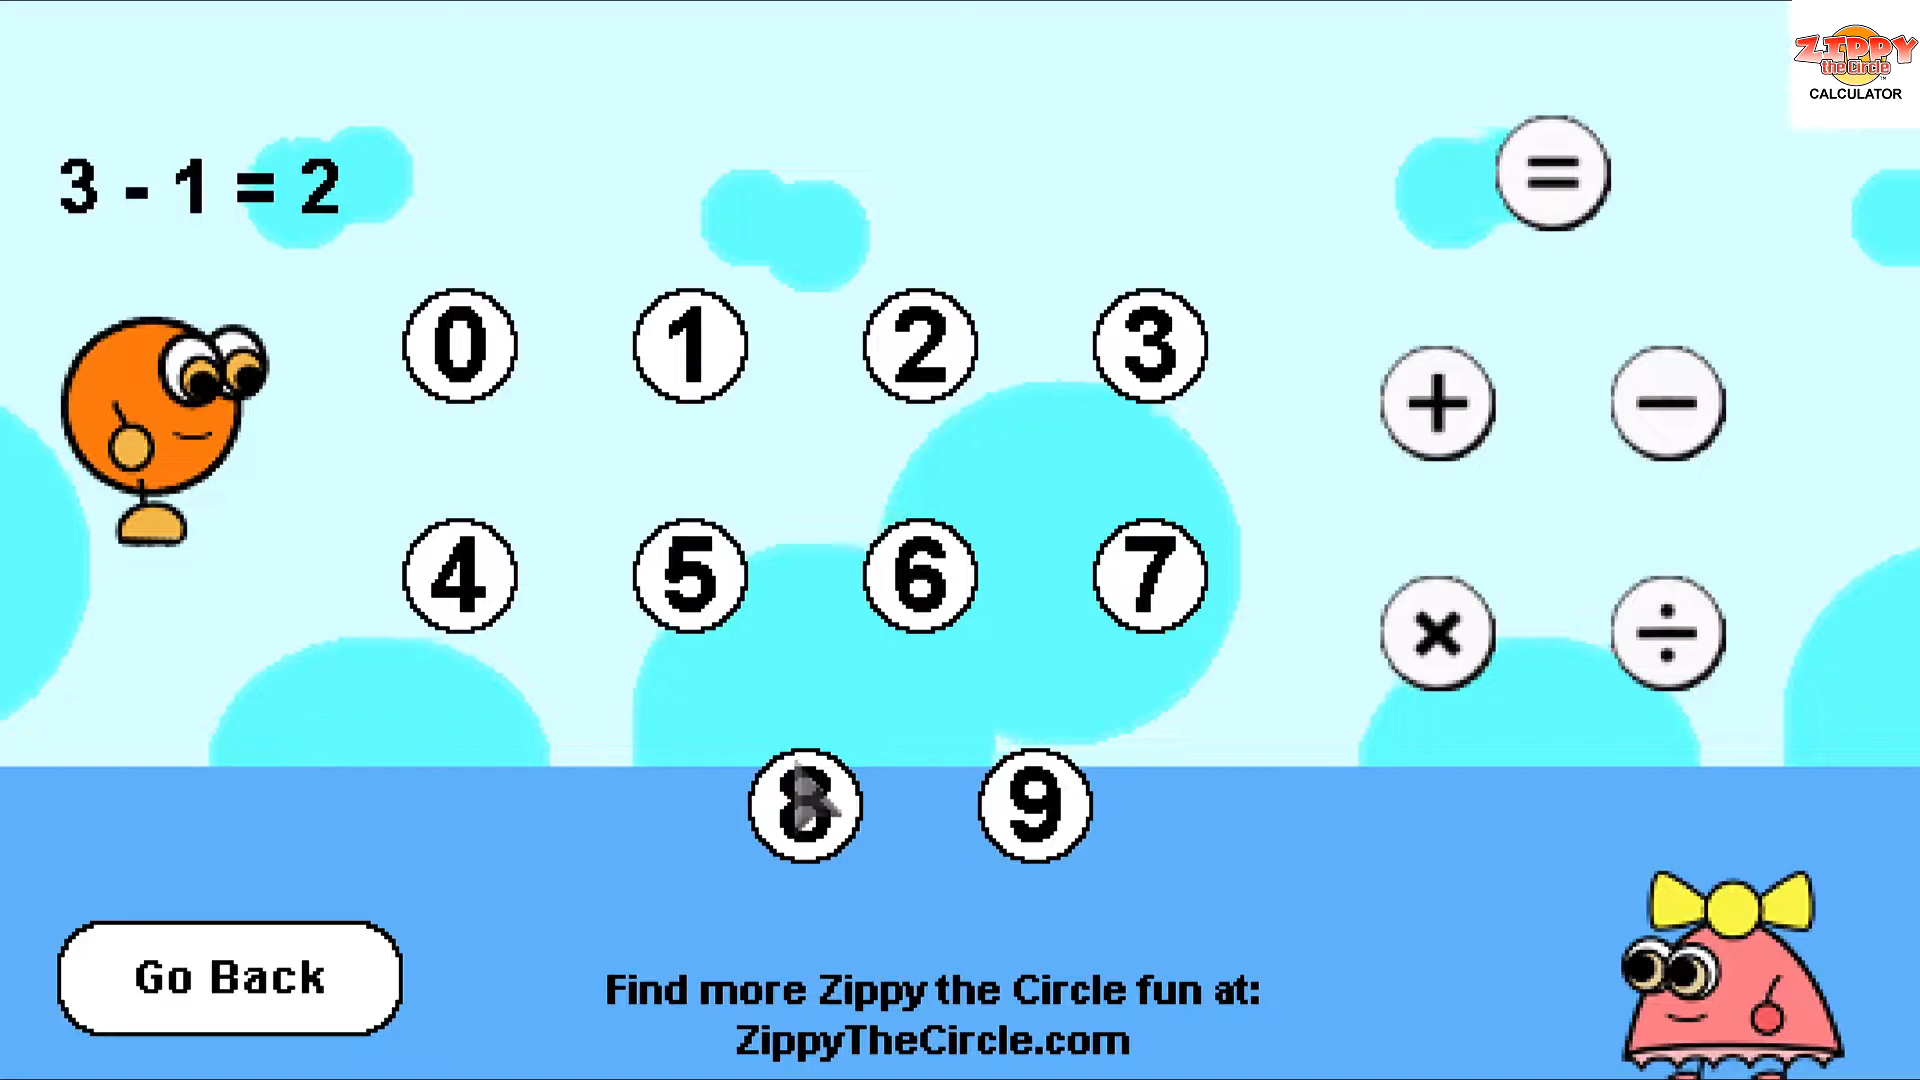 ZIPPY
the Circle™
CALCULATOR
3 - 1 = 2
=
0 1 2 3
+ −
4 5 6 7
× ÷
8 9
Go Back
Find more Zippy the Circle fun at:
ZippyTheCircle.com